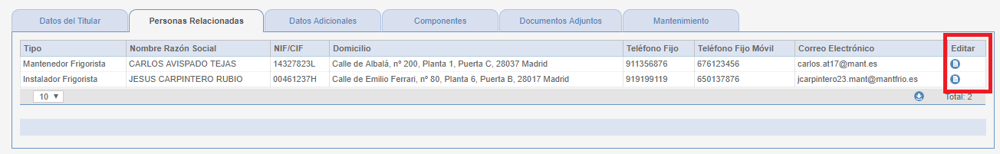 Datos del Titular Personas Relacionadas Datos Adicionales Componentes Documentos Adjuntos Mantenimiento
Tipo Nombre Razón Social NIF/CIF Domicilio Teléfono Fijo Teléfono Fijo Móvil Correo Electrónico Editar
Mantenedor Frigorista CARLOS AVISPADO TEJAS 14327823L Calle de Albalá, nº 200, Planta 1, Puerta C, 28037 Madrid 911356876 676123456 carlos.at17@mant.es
Instalador Frigorista JESUS CARPINTERO RUBIO 00461237H Calle de Emilio Ferrari, nº 80, Planta 6, Puerta B, 28017 Madrid 919199119 650137876 jcarpintero23.mant@mantfrio.es
10 Total: 2